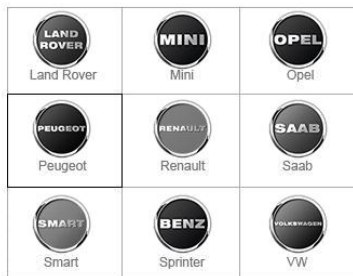 LAND
ROVER
MINI
OPEL
Land Rover
Mini
Opel
PEUGEOT
RENAULT
SAAB
Peugeot
Renault
Saab
SMART
BENZ
VOLKSWAGEN
Smart
Sprinter
VW